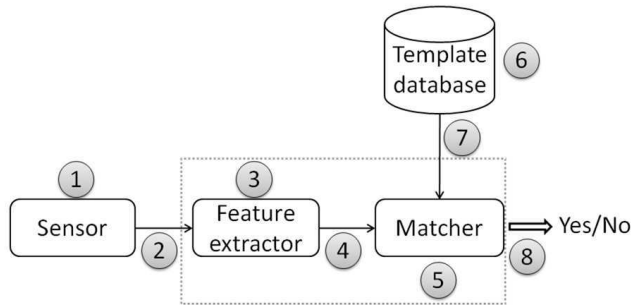 Template
database
6
7
1
3
Sensor
Feature
extractor
Matcher
Yes/No
2
4
5
8